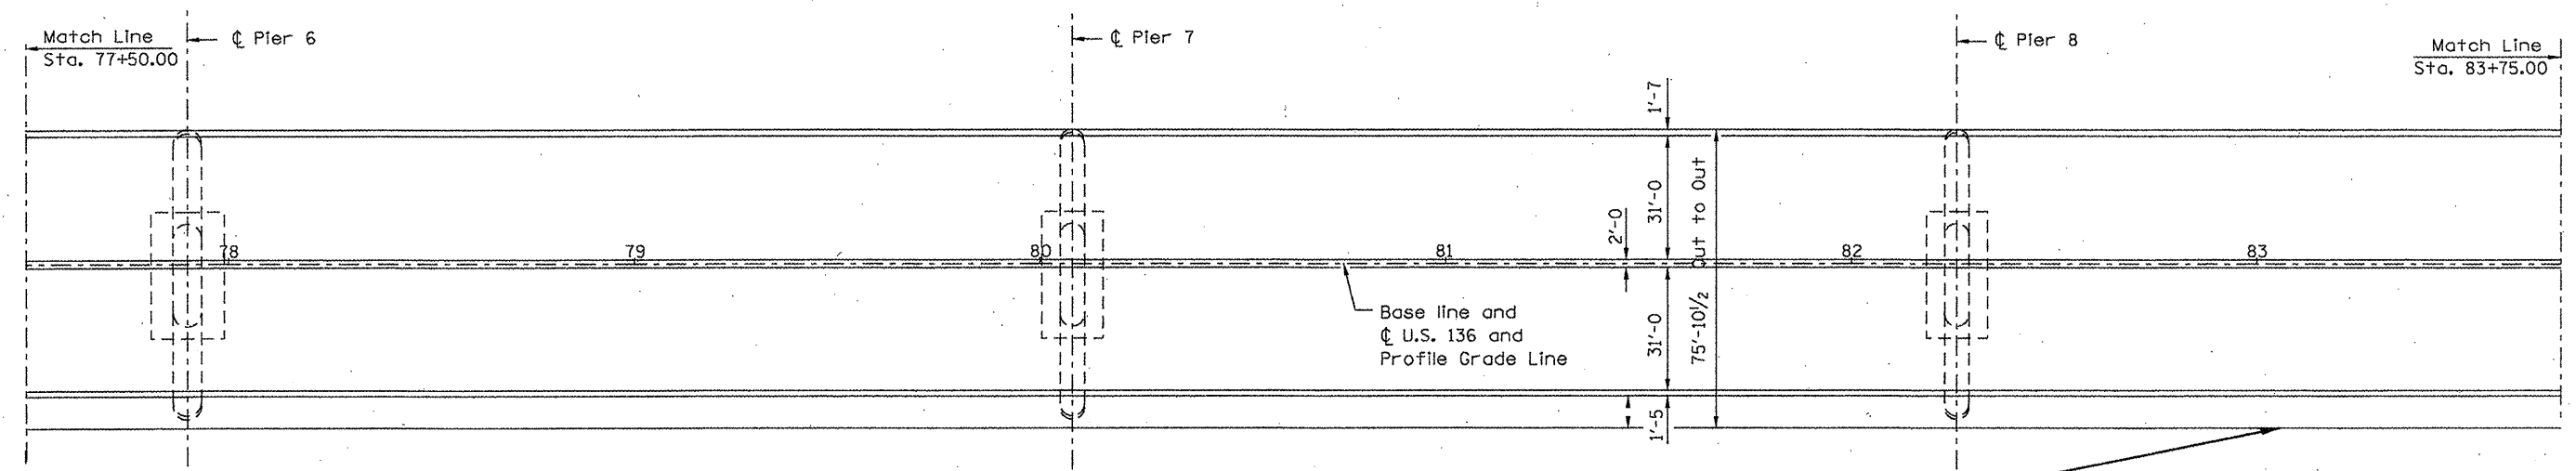 Match Line
Sta. 77+50.00
℄ Pier 6
℄ Pier 7
℄ Pier 8
Match Line
Sta. 83+75.00
1'-7
31'-0
Out to Out
2'-0
78
79
80
81
82
83
Base line and
℄ U.S. 136 and
Profile Grade Line
31'-0
75'-10 1/2
1'-5